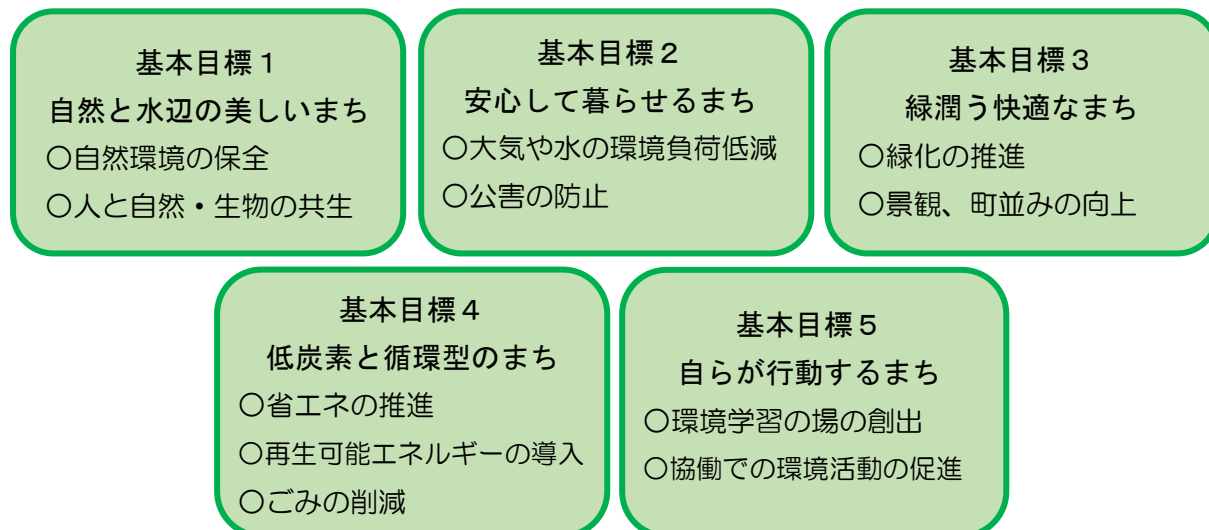 基本目標１
自然と水辺の美しいまち
〇自然環境の保全
〇人と自然・生物の共生
基本目標２
安心して暮らせるまち
〇大気や水の環境負荷低減
〇公害の防止
基本目標３
緑潤う快適なまち
〇緑化の推進
〇景観、町並みの向上
基本目標４
低炭素と循環型のまち
〇省エネの推進
〇再生可能エネルギーの導入
〇ごみの削減
基本目標５
自らが行動するまち
〇環境学習の場の創出
〇協働での環境活動の促進